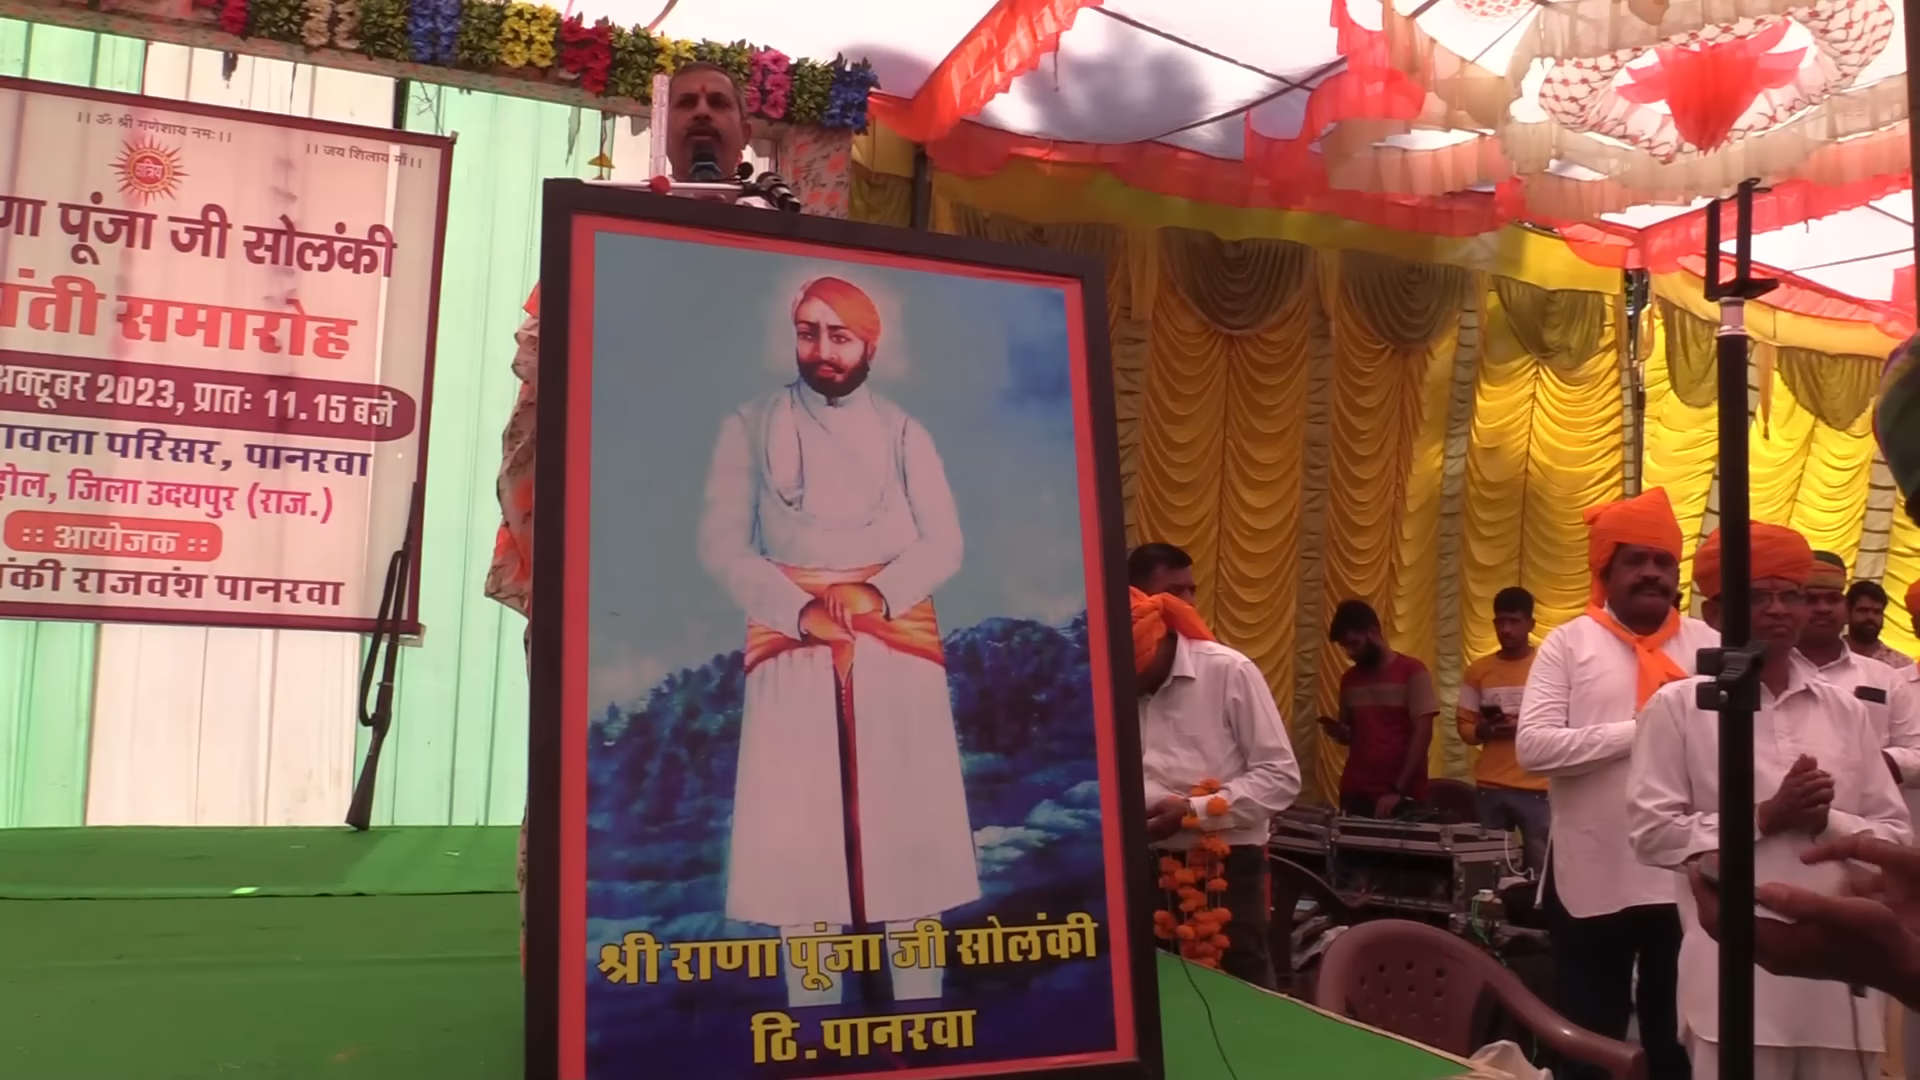 ।। ॐ श्री गणेशाय नमः।।
।। जय शिलाय माँ।।
क्षत्रिय
पूंजा जी सोलंकी
समारोह
अक्टूबर 2023, प्रातः 11.15 बजे
परिसर, पानरवा
जिला उदयपुर (राज.)
:: आयोजक ::
राजवंश पानरवा
श्री राणा पूंजा जी सोलंकी
ठि.पानरवा